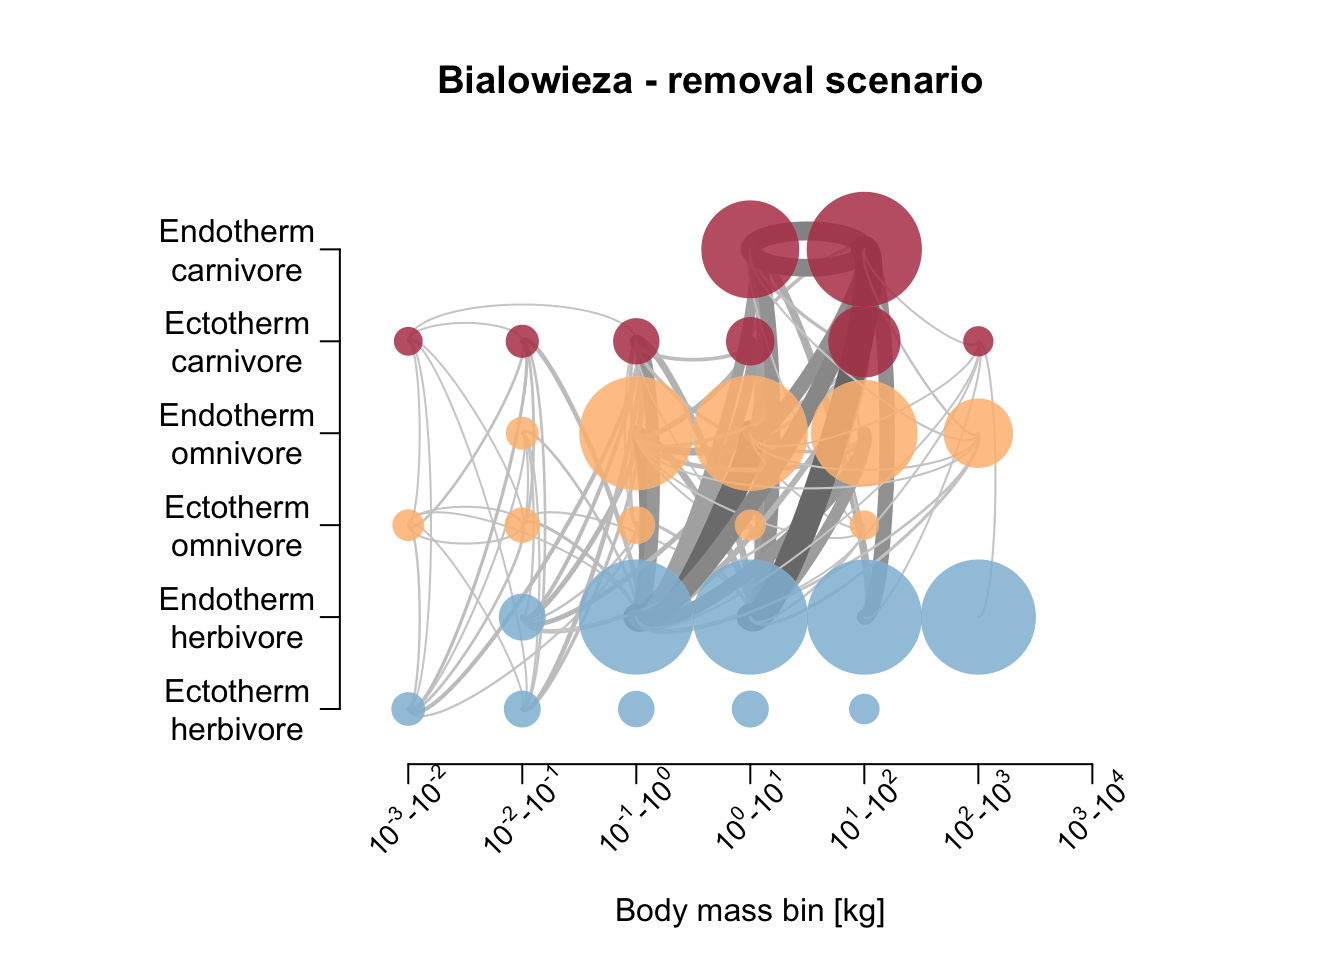 Bialowieza - removal scenario
Endotherm
carnivore
Ectotherm
carnivore
Endotherm
omnivore
Ectotherm
omnivore
Endotherm
herbivore
Ectotherm
herbivore
10⁻³-10⁻²
10⁻²-10⁻¹
10⁻¹-10⁰
10⁰-10¹
10¹-10²
10²-10³
10³-10⁴
Body mass bin [kg]